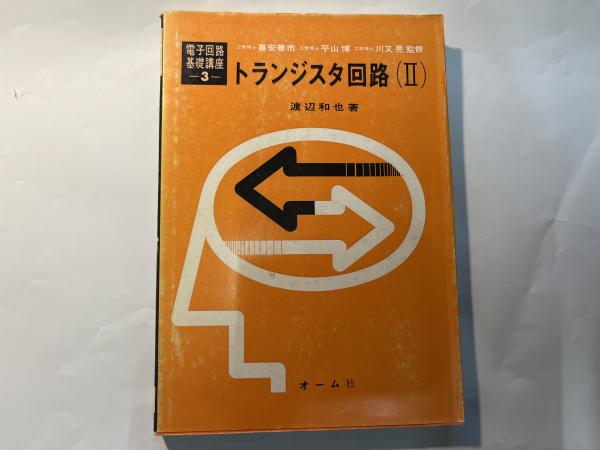 電子回路
基礎講座
—3—
工学博士 喜安善市 工学博士 平山 博 工学博士 川又 晃 監修
トランジスタ回路(II)
渡辺和也著
オーム社